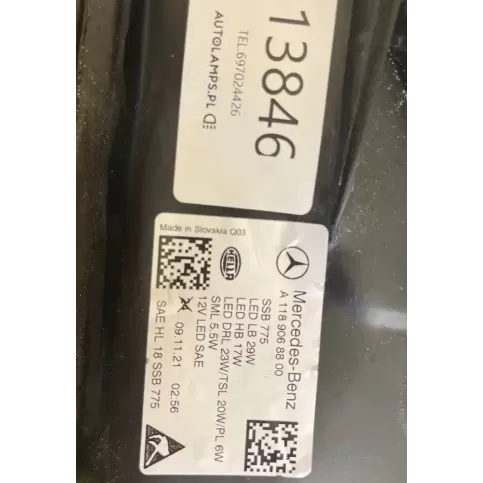 13846
TEL.697024426
AUTOLAMPS.PL
Mercedes-Benz
A 118 906 88 00
SSB 775
LED LB 29W
LED HB 17W
LED DRL 23W/TSL 20W/PL 6W
SML 5.5W
12V LED SAE
HELLA
Made in Slovakia Q03
09.11.21 02:56
SAE HL 18 SSB 775